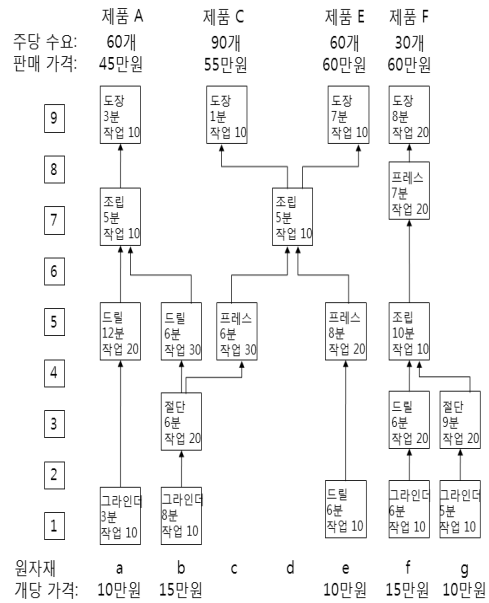 제품 A 제품 C 제품 E 제품 F
주당 수요: 60개 90개 60개 30개
판매 가격: 45만원 55만원 60만원 60만원
9
도장
3분
작업 10
도장
1분
작업 10
도장
7분
작업 10
도장
8분
작업 20
8
프레스
7분
작업 20
7
조립
5분
작업 10
조립
5분
작업 10
6
5
드릴
12분
작업 20
드릴
6분
작업 30
프레스
6분
작업 30
프레스
8분
작업 20
조립
10분
작업 10
4
3
절단
6분
작업 20
드릴
6분
작업 20
절단
9분
작업 20
2
1
그라인더
3분
작업 10
그라인더
8분
작업 10
드릴
6분
작업 10
그라인더
6분
작업 10
그라인더
5분
작업 10
원자재 a b c d e f g
개당 가격: 10만원 15만원 10만원 15만원 10만원